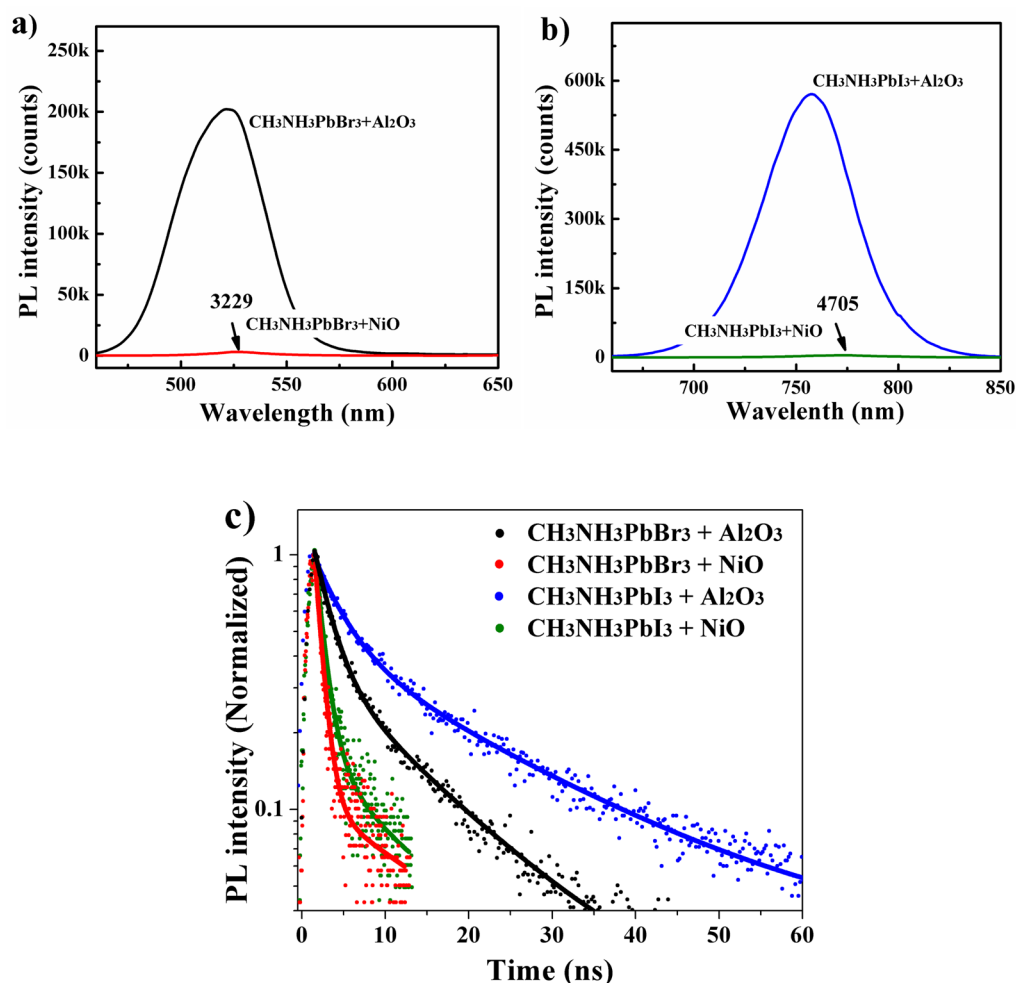 a)
PL intensity (counts)
250k
200k
150k
100k
50k
0
CH3NH3PbBr3+Al2O3
3229
CH3NH3PbBr3+NiO
500
550
600
650
Wavelength (nm)
b)
PL intensity (counts)
600k
450k
300k
150k
0
CH3NH3PbI3+Al2O3
4705
CH3NH3PbI3+NiO
700
750
800
850
Wavelenth (nm)
c)
PL intensity (Normalized)
1
0.1
CH3NH3PbBr3 + Al2O3
CH3NH3PbBr3 + NiO
CH3NH3PbI3 + Al2O3
CH3NH3PbI3 + NiO
0
10
20
30
40
50
60
Time (ns)